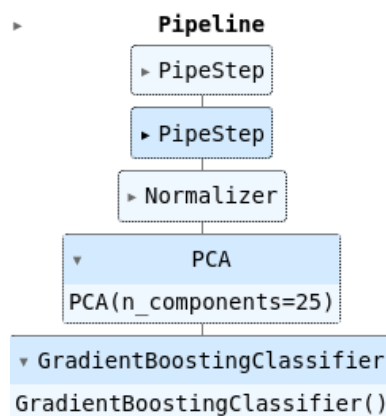 Pipeline
PipeStep
PipeStep
Normalizer
PCA
PCA(n_components=25)
GradientBoostingClassifier
GradientBoostingClassifier()